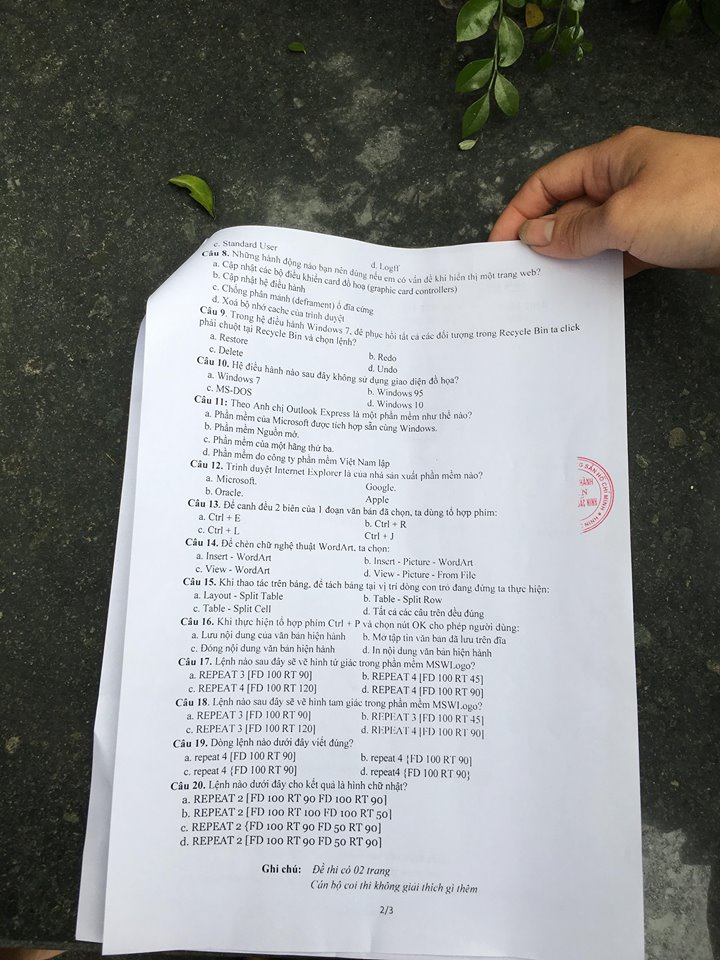 c. Standard User
d. Logff
Câu 8. Những hành động nào bạn nên dùng nếu em có vấn đề khi hiển thị một trang web?
a. Cập nhật các bộ điều khiển card đồ hoạ (graphic card controllers)
b. Cập nhật hệ điều hành
c. Chống phân mảnh (deframent) ổ đĩa cứng
d. Xoá bộ nhớ cache của trình duyệt
Câu 9. Trong hệ điều hành Windows 7, để phục hồi tất cả các đối tượng trong Recycle Bin ta click
phải chuột tại Recycle Bin và chọn lệnh?
a. Restore
b. Redo
c. Delete
d. Undo
Câu 10. Hệ điều hành nào sau đây không sử dụng giao diện đồ họa?
a. Windows 7
b. Windows 95
c. MS-DOS
d. Windows 10
Câu 11: Theo Anh chị Outlook Express là một phần mềm như thế nào?
a. Phần mềm của Microsoft được tích hợp sẵn cùng Windows.
b. Phần mềm Nguồn mở.
c. Phần mềm của một hãng thứ ba.
d. Phần mềm do công ty phần mềm Việt Nam lập
Câu 12. Trình duyệt Internet Explorer là của nhà sản xuất phần mềm nào?
a. Microsoft.
Google.
b. Oracle.
Apple
Câu 13. Để canh đều 2 biên của 1 đoạn văn bản đã chọn, ta dùng tổ hợp phím:
a. Ctrl + E
b. Ctrl + R
c. Ctrl + L
Ctrl + J
Câu 14. Để chèn chữ nghệ thuật WordArt, ta chọn:
a. Insert - WordArt
b. Insert - Picture - WordArt
c. View - WordArt
d. View - Picture - From File
Câu 15. Khi thao tác trên bảng, để tách bảng tại vị trí dòng con trỏ đang đứng ta thực hiện:
a. Layout - Split Table
b. Table - Split Row
c. Table - Split Cell
d. Tất cả các câu trên đều đúng
Câu 16. Khi thực hiện tổ hợp phím Ctrl + P và chọn nút OK cho phép người dùng:
a. Lưu nội dung của văn bản hiện hành
b. Mở tập tin văn bản đã lưu trên đĩa
c. Đóng nội dung văn bản hiện hành
d. In nội dung văn bản hiện hành
Câu 17. Lệnh nào sau đây sẽ vẽ hình tứ giác trong phần mềm MSWLogo?
a. REPEAT 3 [FD 100 RT 90]
b. REPEAT 4 [FD 100 RT 45]
c. REPEAT 4 [FD 100 RT 120]
d. REPEAT 4 [FD 100 RT 90]
Câu 18. Lệnh nào sau đây sẽ vẽ hình tam giác trong phần mềm MSWLogo?
a. REPEAT 3 [FD 100 RT 90]
b. REPEAT 3 [FD 100 RT 45]
c. REPEAT 3 [FD 100 RT 120]
d. REPEAT 4 [FD 100 RT 90]
Câu 19. Dòng lệnh nào dưới đây viết đúng?
a. repeat 4 [FD 100 RT 90]
b. repeat 4 {FD 100 RT 90]
c. repeat 4 {FD 100 RT 90]
d. repeat4 {FD 100 RT 90}
Câu 20. Lệnh nào dưới đây cho kết quả là hình chữ nhật?
a. REPEAT 2 [FD 100 RT 90 FD 100 RT 90]
b. REPEAT 2 [FD 100 RT 100 FD 100 RT 50]
c. REPEAT 2 {FD 100 RT 90 FD 50 RT 90]
d. REPEAT 2 [FD 100 RT 90 FD 50 RT 90]
Ghi chú: Đề thi có 02 trang
Cán bộ coi thi không giải thích gì thêm
2/3